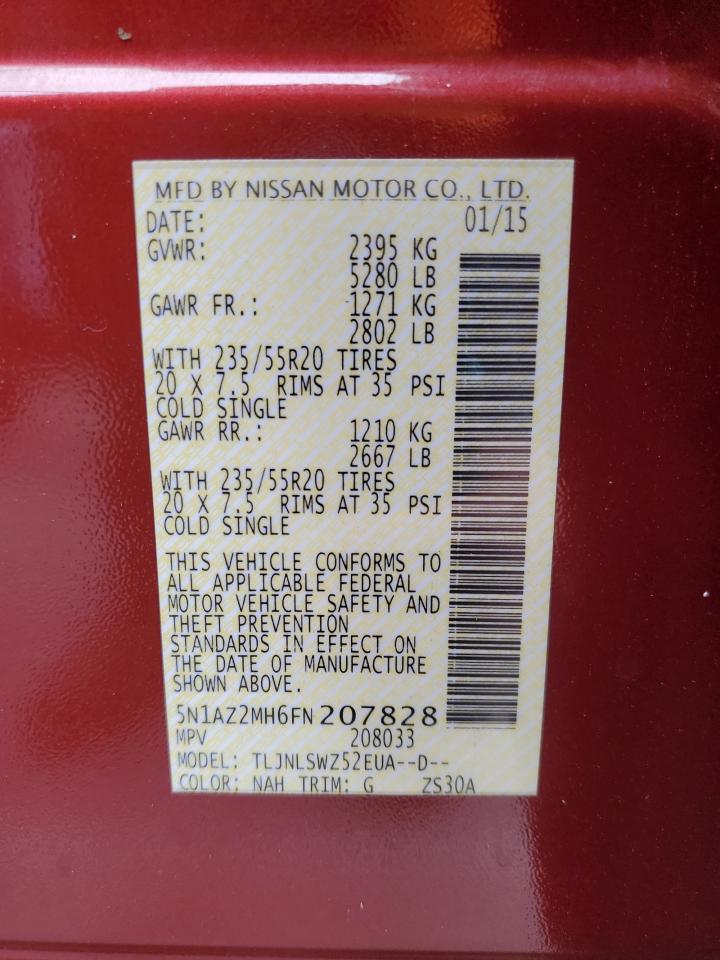 MFD BY NISSAN MOTOR CO., LTD.
DATE: 01/15
GVWR: 2395 KG
5280 LB
GAWR FR.: 1271 KG
2802 LB
WITH 235/55R20 TIRES
20 X 7.5 RIMS AT 35 PSI
COLD SINGLE
GAWR RR.: 1210 KG
2667 LB
WITH 235/55R20 TIRES
20 X 7.5 RIMS AT 35 PSI
COLD SINGLE
THIS VEHICLE CONFORMS TO
ALL APPLICABLE FEDERAL
MOTOR VEHICLE SAFETY AND
THEFT PREVENTION
STANDARDS IN EFFECT ON
THE DATE OF MANUFACTURE
SHOWN ABOVE.
5N1AZ2MH6FN207828
MPV 208033
MODEL: TLJNLSWZ52EUA--D--
COLOR: NAH TRIM: G ZS30A